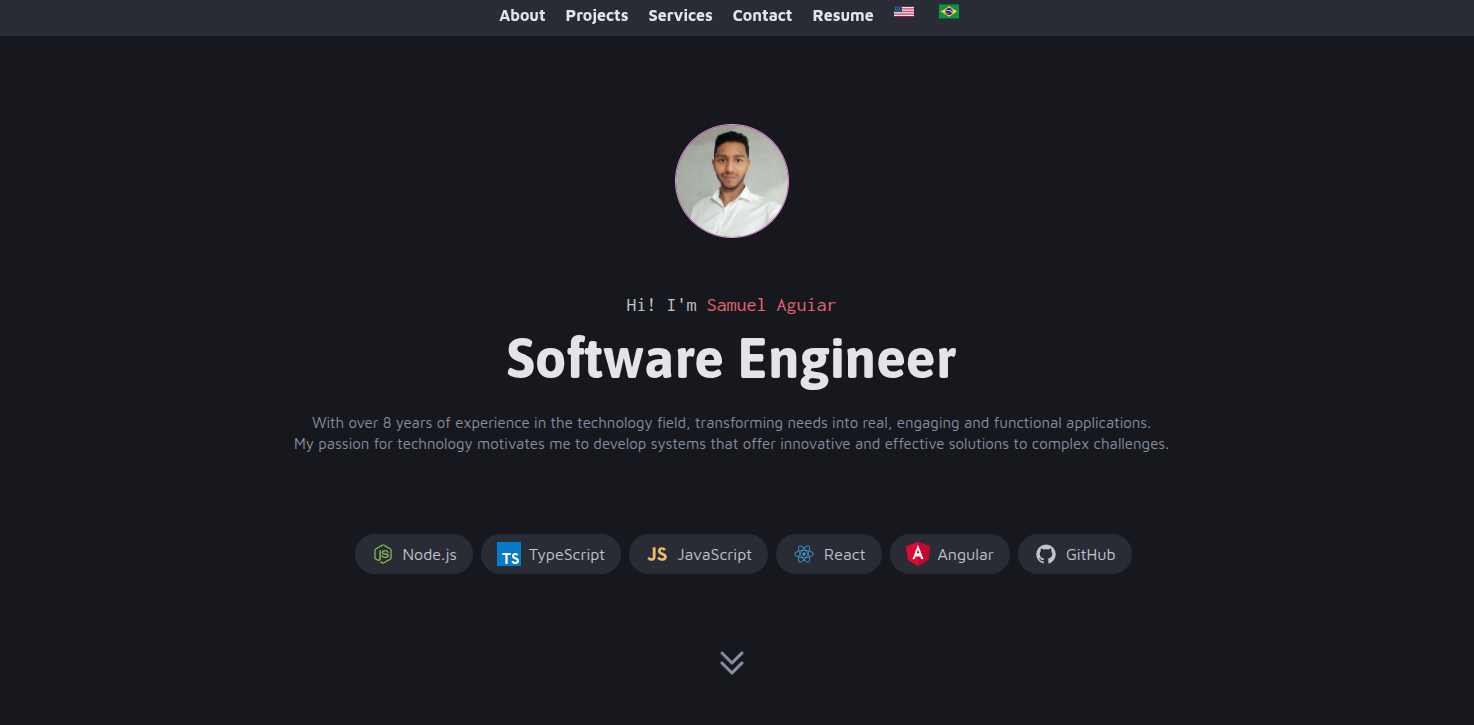 About Projects Services Contact Resume
Hi! I'm Samuel Aguiar
Software Engineer
With over 8 years of experience in the technology field, transforming needs into real, engaging and functional applications.
My passion for technology motivates me to develop systems that offer innovative and effective solutions to complex challenges.
Node.js TS TypeScript JS JavaScript React A Angular GitHub